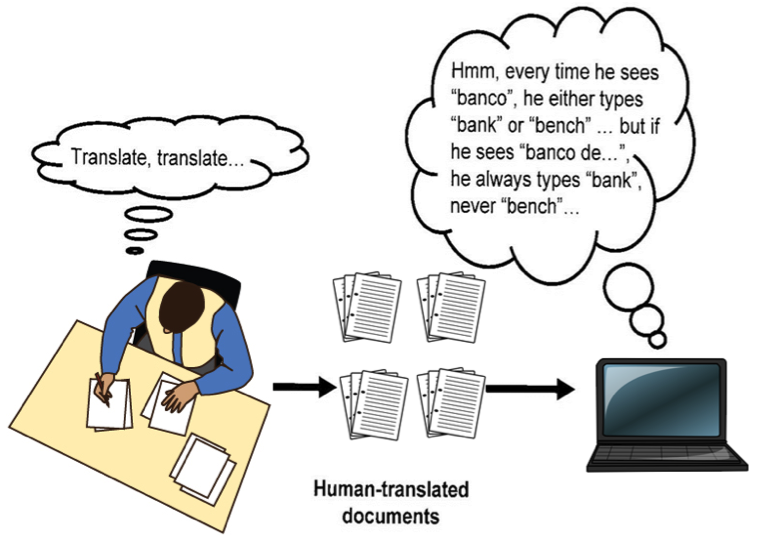 Translate, translate…
Hmm, every time he sees
“banco”, he either types
“bank” or “bench” … but if
he sees “banco de…”,
he always types “bank”,
never “bench”…
Human-translated
documents